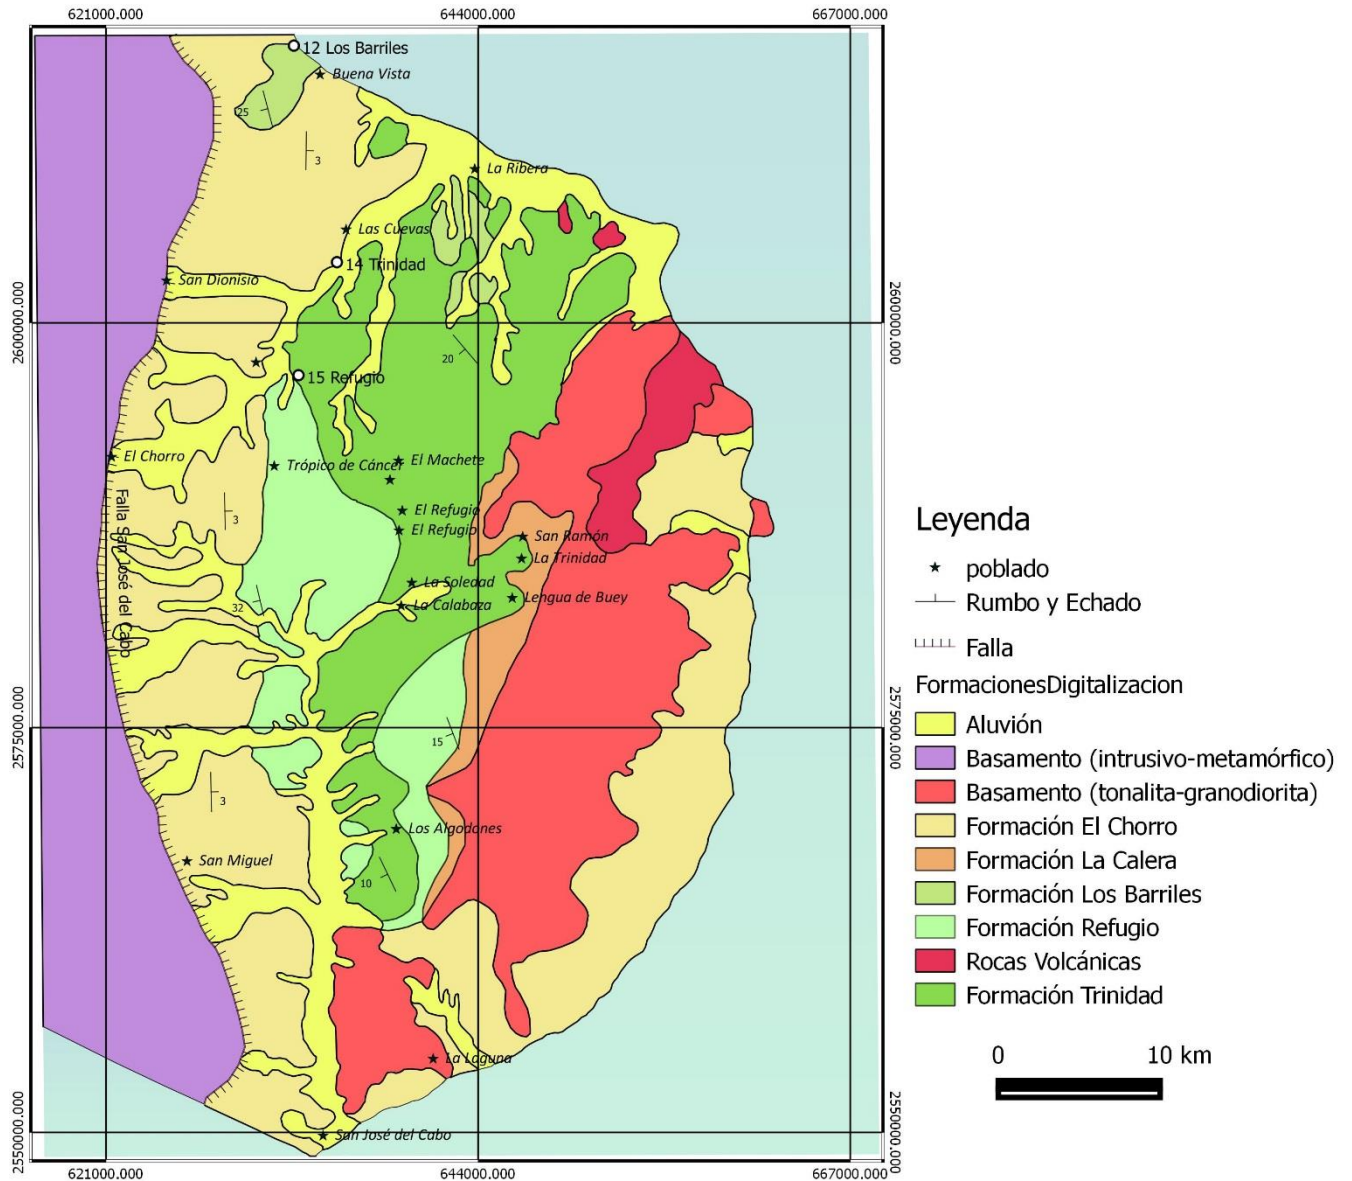 621000.000
644000.000
667000.000
12 Los Barriles
Buena Vista
25
3
La Ribera
Las Cuevas
14 Trinidad
San Dionisio
2600000.000
2600000.000
20
15 Refugio
El Chorro
Trópico de Cáncer
El Machete
Falla San José del Cabo
3
El Refugio
El Refugio
San Ramón
La Trinidad
La Soledad
32
La Calabaza
Lengua de Buey
2575000.000
2575000.000
15
3
Los Algodones
San Miguel
10
La Laguna
San José del Cabo
2550000.000
2550000.000
621000.000
644000.000
667000.000
Leyenda
poblado
Rumbo y Echado
Falla
FormacionesDigitalizacion
Aluvión
Basamento (intrusivo-metamórfico)
Basamento (tonalita-granodiorita)
Formación El Chorro
Formación La Calera
Formación Los Barriles
Formación Refugio
Rocas Volcánicas
Formación Trinidad
0 10 km